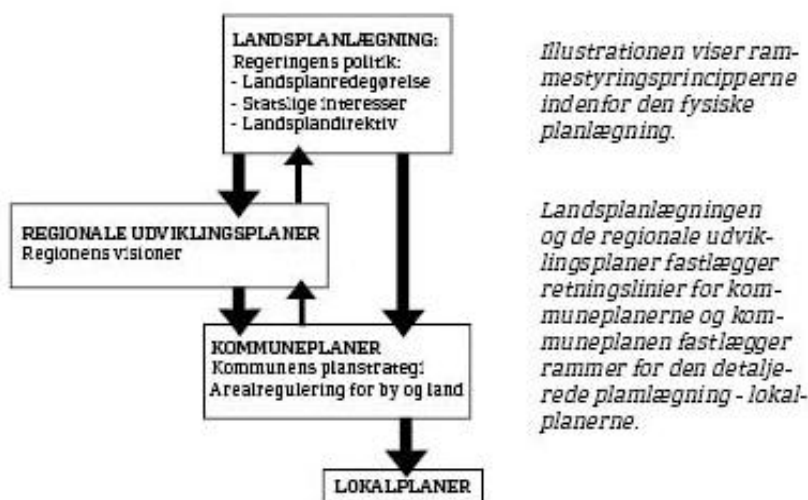 LANDSPLANLÆGNING:
Regeringens politik:
- Landsplanredegørelse
- Statslige interesser
- Landsplandirektiv
REGIONALE UDVIKLINGSPLANER
Regionens visioner
KOMMUNEPLANER
Kommunens planstrategi
Arealregulering for by og land
LOKALPLANER
Illustrationen viser ram-
mestyringsprincipperne
indenfor den fysiske
planlægning.
Landsplanlægningen
og de regionale udvik-
lingsplaner fastlægger
retningslinier for kom-
muneplanerne og kom-
muneplanen fastlægger
rammer for den detalje-
rede plamlægning - lokal-
planerne.